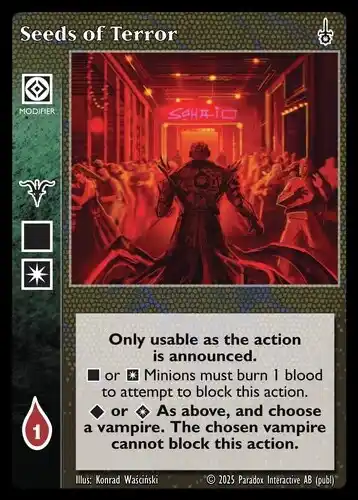 Seeds of Terror
MODIFIER
Only usable as the action
is announced.
or Minions must burn 1 blood
to attempt to block this action.
or As above, and choose
a vampire. The chosen vampire
cannot block this action.
1
Illus: Konrad Waściński © 2025 Paradox Interactive AB (publ)